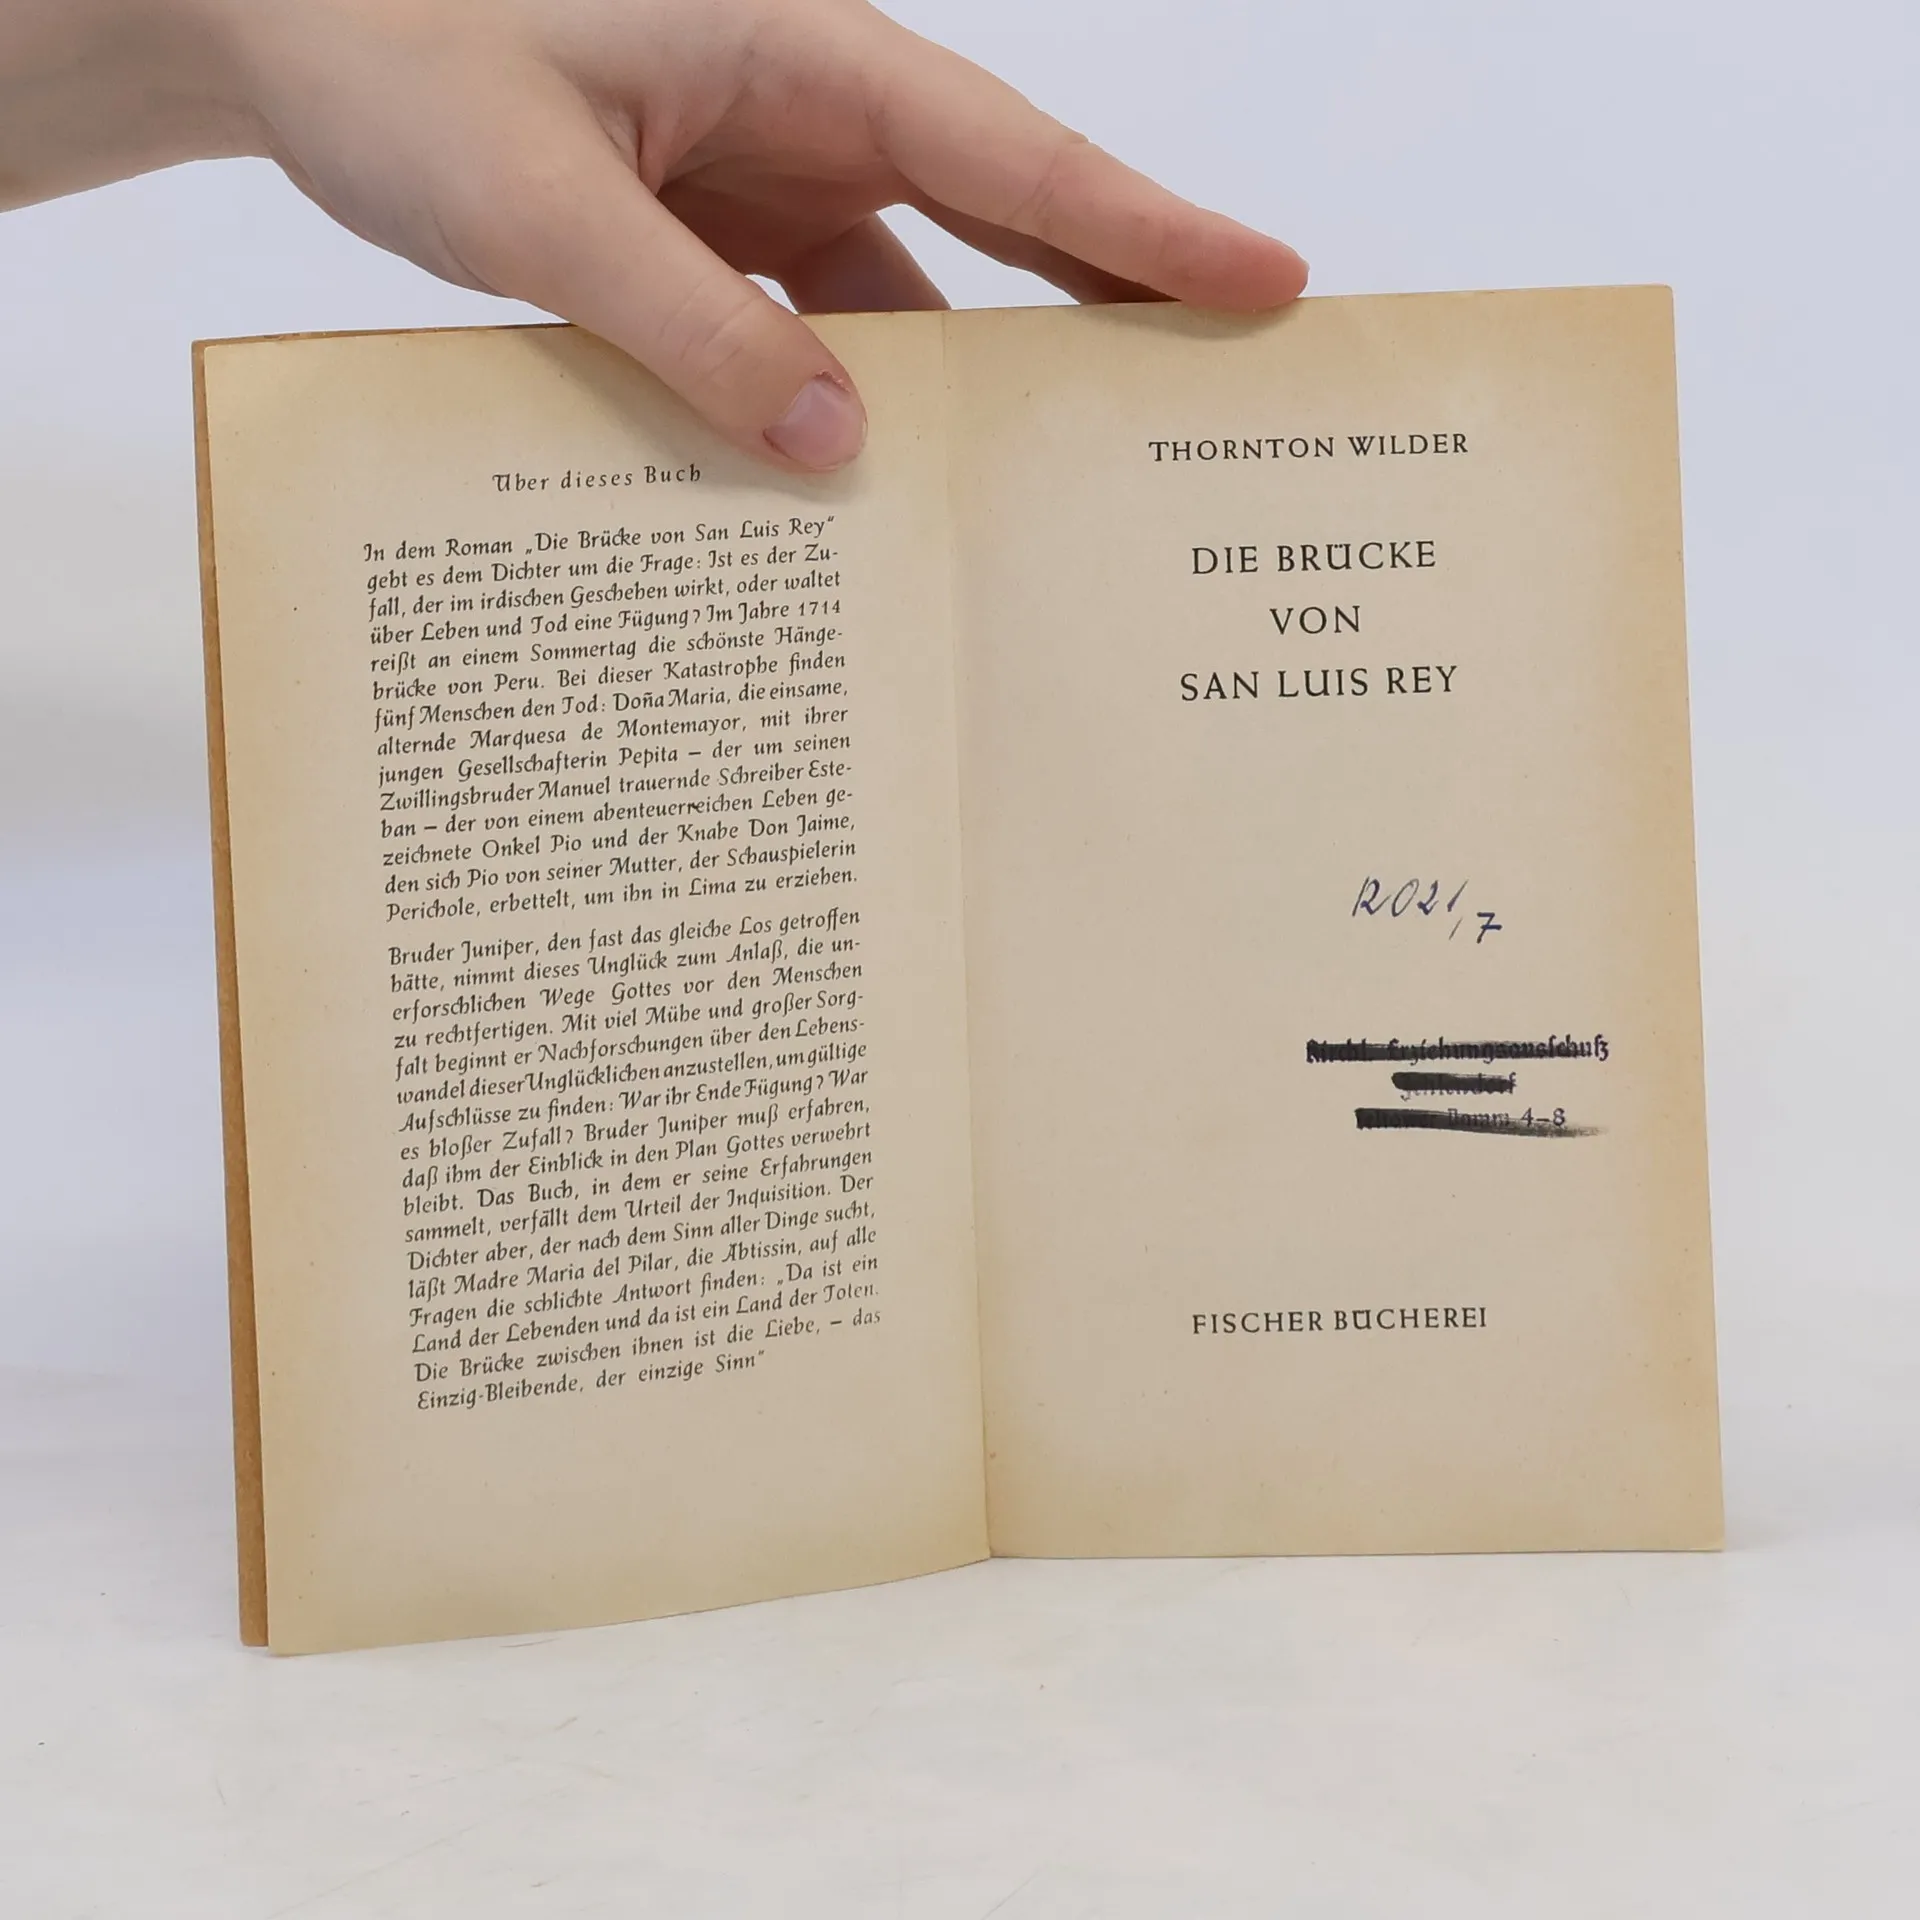 Über dieses Buch
In dem Roman „Die Brücke von San Luis Rey“
geht es dem Dichter um die Frage: Ist es der Zu-
fall, der im irdischen Geschehen wirkt, oder waltet
über Leben und Tod eine Fügung? Im Jahre 1714
reißt an einem Sommertag die schönste Hänge-
brücke von Peru. Bei dieser Katastrophe finden
fünf Menschen den Tod: Doña Maria, die einsame,
alternde Marquesa de Montemayor, mit ihrer
jungen Gesellschafterin Pepita – der um seinen
Zwillingsbruder Manuel trauernde Schreiber Este-
ban – der von einem abenteuerreichen Leben ge-
zeichnete Onkel Pio und der Knabe Don Jaime,
den sich Pio von seiner Mutter, der Schauspielerin
Perichole, erbettelt, um ihn in Lima zu erziehen.
Bruder Juniper, den fast das gleiche Los getroffen
hätte, nimmt dieses Unglück zum Anlaß, die un-
erforschlichen Wege Gottes vor den Menschen
zu rechtfertigen. Mit viel Mühe und großer Sorg-
falt beginnt er Nachforschungen über den Lebens-
wandel dieser Unglücklichen anzustellen, um gültige
Aufschlüsse zu finden: War ihr Ende Fügung? War
es bloßer Zufall? Bruder Juniper muß erfahren,
daß ihm der Einblick in den Plan Gottes verwehrt
bleibt. Das Buch, in dem er seine Erfahrungen
sammelt, verfällt dem Urteil der Inquisition. Der
Dichter aber, der nach dem Sinn aller Dinge sucht,
läßt Madre Maria del Pilar, die Äbtissin, auf alle
Fragen die schlichte Antwort finden: „Da ist ein
Land der Lebenden und da ist ein Land der Toten.
Die Brücke zwischen ihnen ist die Liebe, – das
Einzig-Bleibende, der einzige Sinn“
THORNTON WILDER
DIE BRÜCKE
VON
SAN LUIS REY
R021/7
Kirchl. Erziehungsausschuß
Zehlendorf
Damm 4–8
FISCHER BÜCHEREI